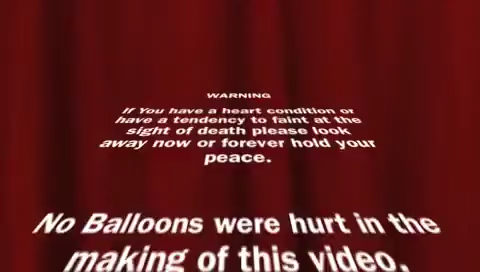 WARNING
If You have a heart condition or
have a tendency to faint at the
sight of death please look
away now or forever hold your
peace.
No Balloons were hurt in the
making of this video.